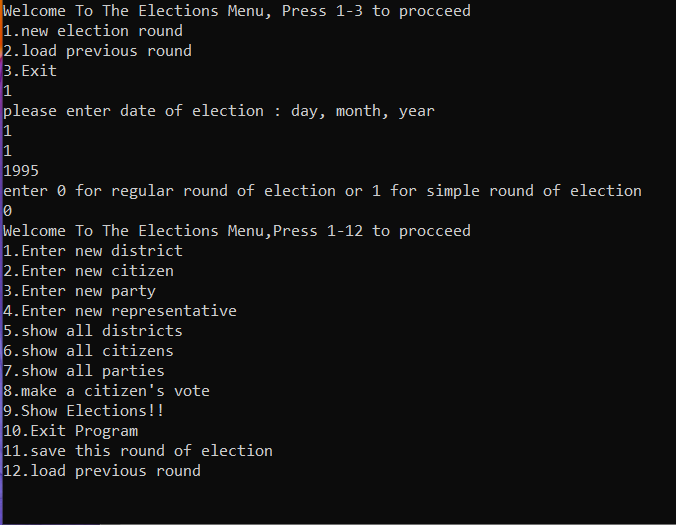 Welcome To The Elections Menu, Press 1-3 to procceed
1.new election round
2.load previous round
3.Exit
1
please enter date of election : day, month, year
1
1
1995
enter 0 for regular round of election or 1 for simple round of election
0
Welcome To The Elections Menu,Press 1-12 to procceed
1.Enter new district
2.Enter new citizen
3.Enter new party
4.Enter new representative
5.show all districts
6.show all citizens
7.show all parties
8.make a citizen's vote
9.Show Elections!!
10.Exit Program
11.save this round of election
12.load previous round